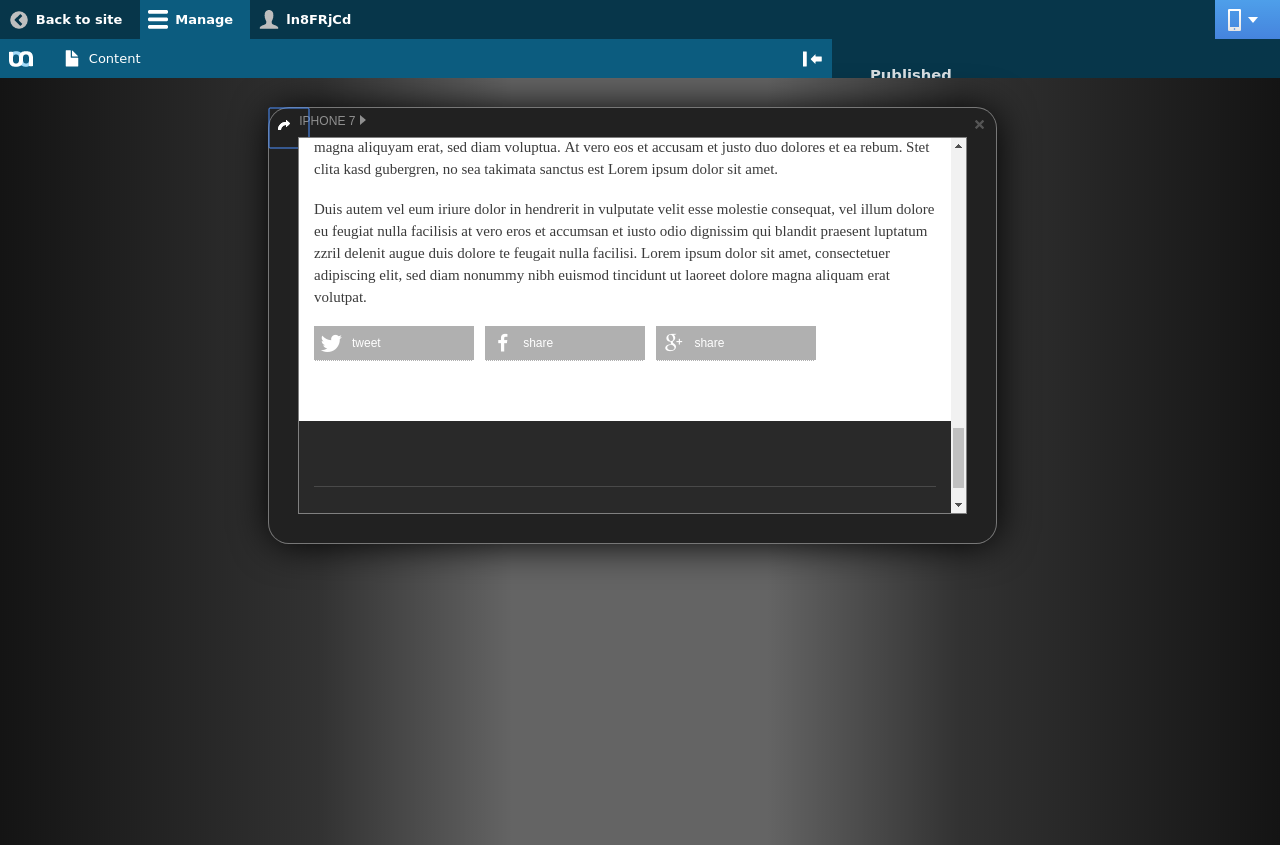 Back to site
Manage
ln8FRjCd
Content
Published
IPHONE 7
magna aliquyam erat, sed diam voluptua. At vero eos et accusam et justo duo dolores et ea rebum. Stet
clita kasd gubergren, no sea takimata sanctus est Lorem ipsum dolor sit amet.
Duis autem vel eum iriure dolor in hendrerit in vulputate velit esse molestie consequat, vel illum dolore
eu feugiat nulla facilisis at vero eros et accumsan et iusto odio dignissim qui blandit praesent luptatum
zzril delenit augue duis dolore te feugait nulla facilisi. Lorem ipsum dolor sit amet, consectetuer
adipiscing elit, sed diam nonummy nibh euismod tincidunt ut laoreet dolore magna aliquam erat
volutpat.
tweet
share
share